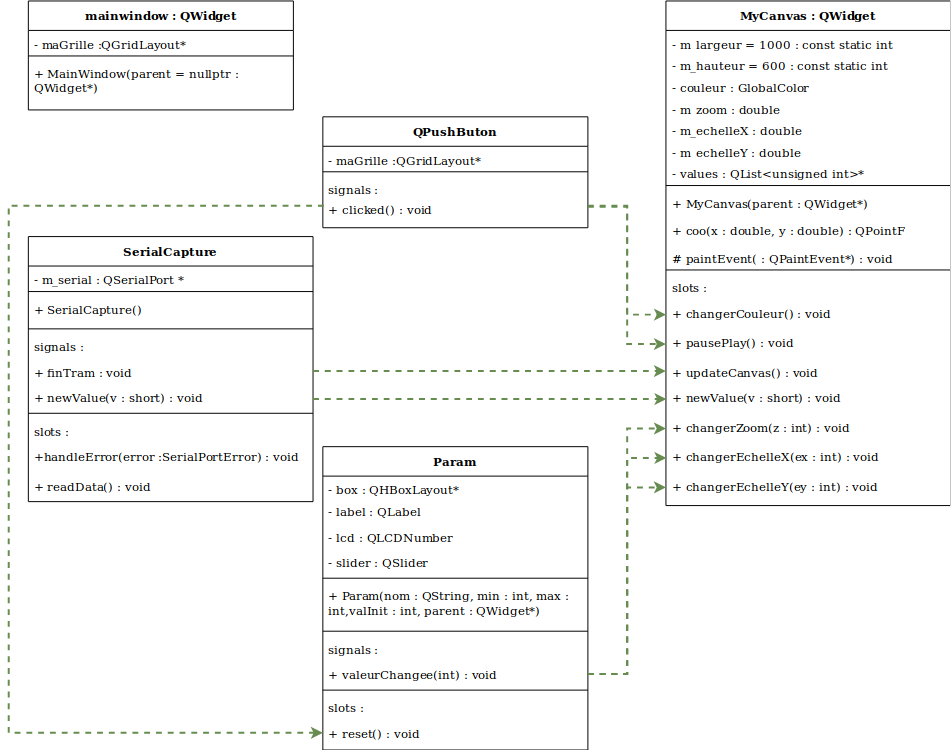 mainwindow : QWidget
- maGrille :QGridLayout*
+ MainWindow(parent = nullptr :
QWidget*)
QPushButon
- maGrille :QGridLayout*
signals :
+ clicked() : void
SerialCapture
- m_serial : QSerialPort *
+ SerialCapture()
signals :
+ finTram : void
+ newValue(v : short) : void
slots :
+handleError(error :SerialPortError) : void
+ readData() : void
Param
- box : QHBoxLayout*
- label : QLabel
- lcd : QLCDNumber
- slider : QSlider
+ Param(nom : QString, min : int, max :
int,valInit : int, parent : QWidget*)
signals :
+ valeurChangee(int) : void
slots :
+ reset() : void
MyCanvas : QWidget
- m_largeur = 1000 : const static int
- m_hauteur = 600 : const static int
- couleur : GlobalColor
- m_zoom : double
- m_echelleX : double
- m_echelleY : double
- values : QList<unsigned int>*
+ MyCanvas(parent : QWidget*)
+ coo(x : double, y : double) : QPointF
# paintEvent( : QPaintEvent*) : void
slots :
+ changerCouleur() : void
+ pausePlay() : void
+ updateCanvas() : void
+ newValue(v : short) : void
+ changerZoom(z : int) : void
+ changerEchelleX(ex : int) : void
+ changerEchelleY(ey : int) : void